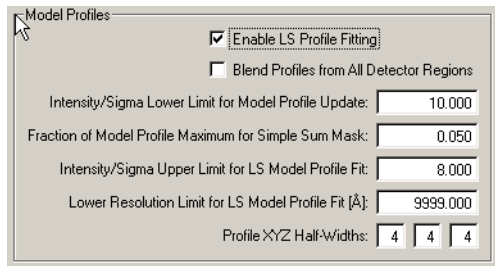 Model Profiles
Enable LS Profile Fitting
Blend Profiles from All Detector Regions
Intensity/Sigma Lower Limit for Model Profile Update: 10.000
Fraction of Model Profile Maximum for Simple Sum Mask: 0.050
Intensity/Sigma Upper Limit for LS Model Profile Fit: 8.000
Lower Resolution Limit for LS Model Profile Fit [Å]: 9999.000
Profile XYZ Half-Widths: 4 4 4